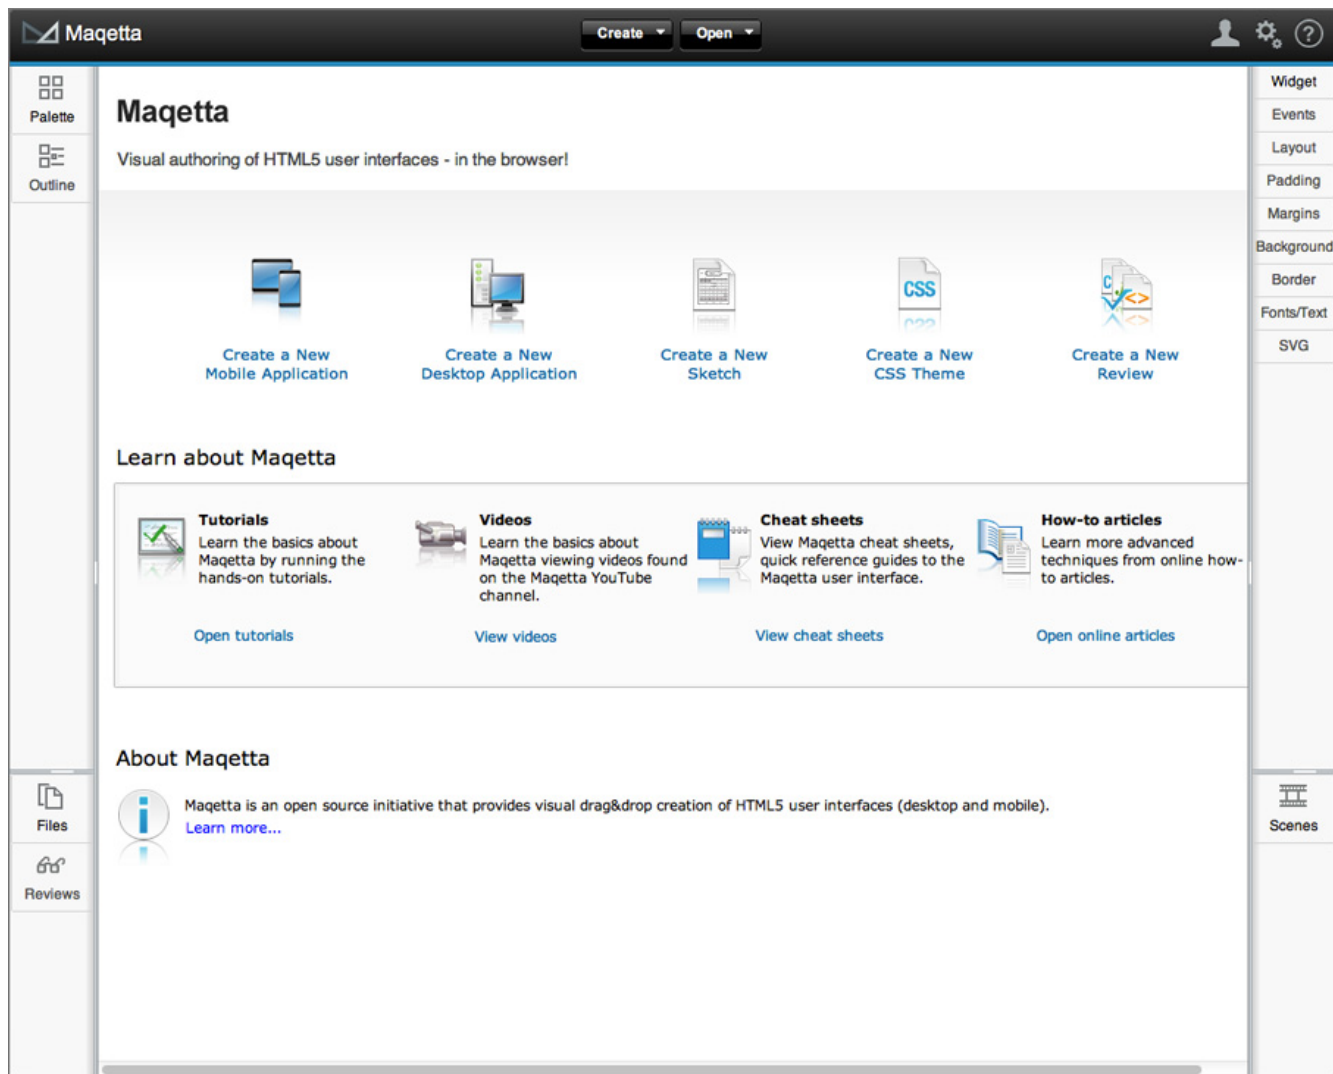 Maqetta
Create
Open
?
Palette
Outline
Files
Reviews
Maqetta
Visual authoring of HTML5 user interfaces - in the browser!
CSS
Create a New
Mobile Application
Create a New
Desktop Application
Create a New
Sketch
Create a New
CSS Theme
Create a New
Review
Learn about Maqetta
Tutorials
Learn the basics about
Maqetta by running the
hands-on tutorials.
Open tutorials
Videos
Learn the basics about
Maqetta viewing videos found
on the Maqetta YouTube
channel.
View videos
Cheat sheets
View Maqetta cheat sheets,
quick reference guides to the
Maqetta user interface.
View cheat sheets
How-to articles
Learn more advanced
techniques from online how-
to articles.
Open online articles
About Maqetta
Maqetta is an open source initiative that provides visual drag&drop creation of HTML5 user interfaces (desktop and mobile).
Learn more...
Widget
Events
Layout
Padding
Margins
Background
Border
Fonts/Text
SVG
Scenes